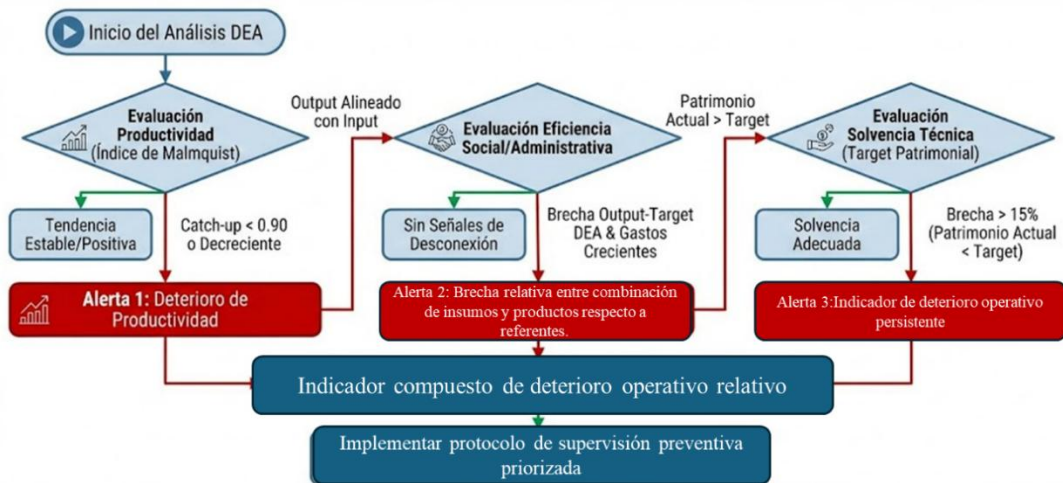 Inicio del Análisis DEA
Evaluación
Productividad
(Índice de Malmquist)
Output Alineado
con Input
Evaluación Eficiencia
Social/Administrativa
Patrimonio
Actual > Target
Evaluación
Solvencia Técnica
(Target Patrimonial)
Tendencia
Estable/Positiva
Catch-up < 0.90
o Decreciente
Sin Señales de
Desconexión
Brecha Output-Target
DEA & Gastos
Crecientes
Solvencia
Adecuada
Brecha > 15%
(Patrimonio Actual
< Target)
Alerta 1: Deterioro de
Productividad
Alerta 2: Brecha relativa entre combinación
de insumos y productos respecto a
referentes.
Alerta 3:Indicador de deterioro operativo
persistente
Indicador compuesto de deterioro operativo relativo
Implementar protocolo de supervisión preventiva
priorizada